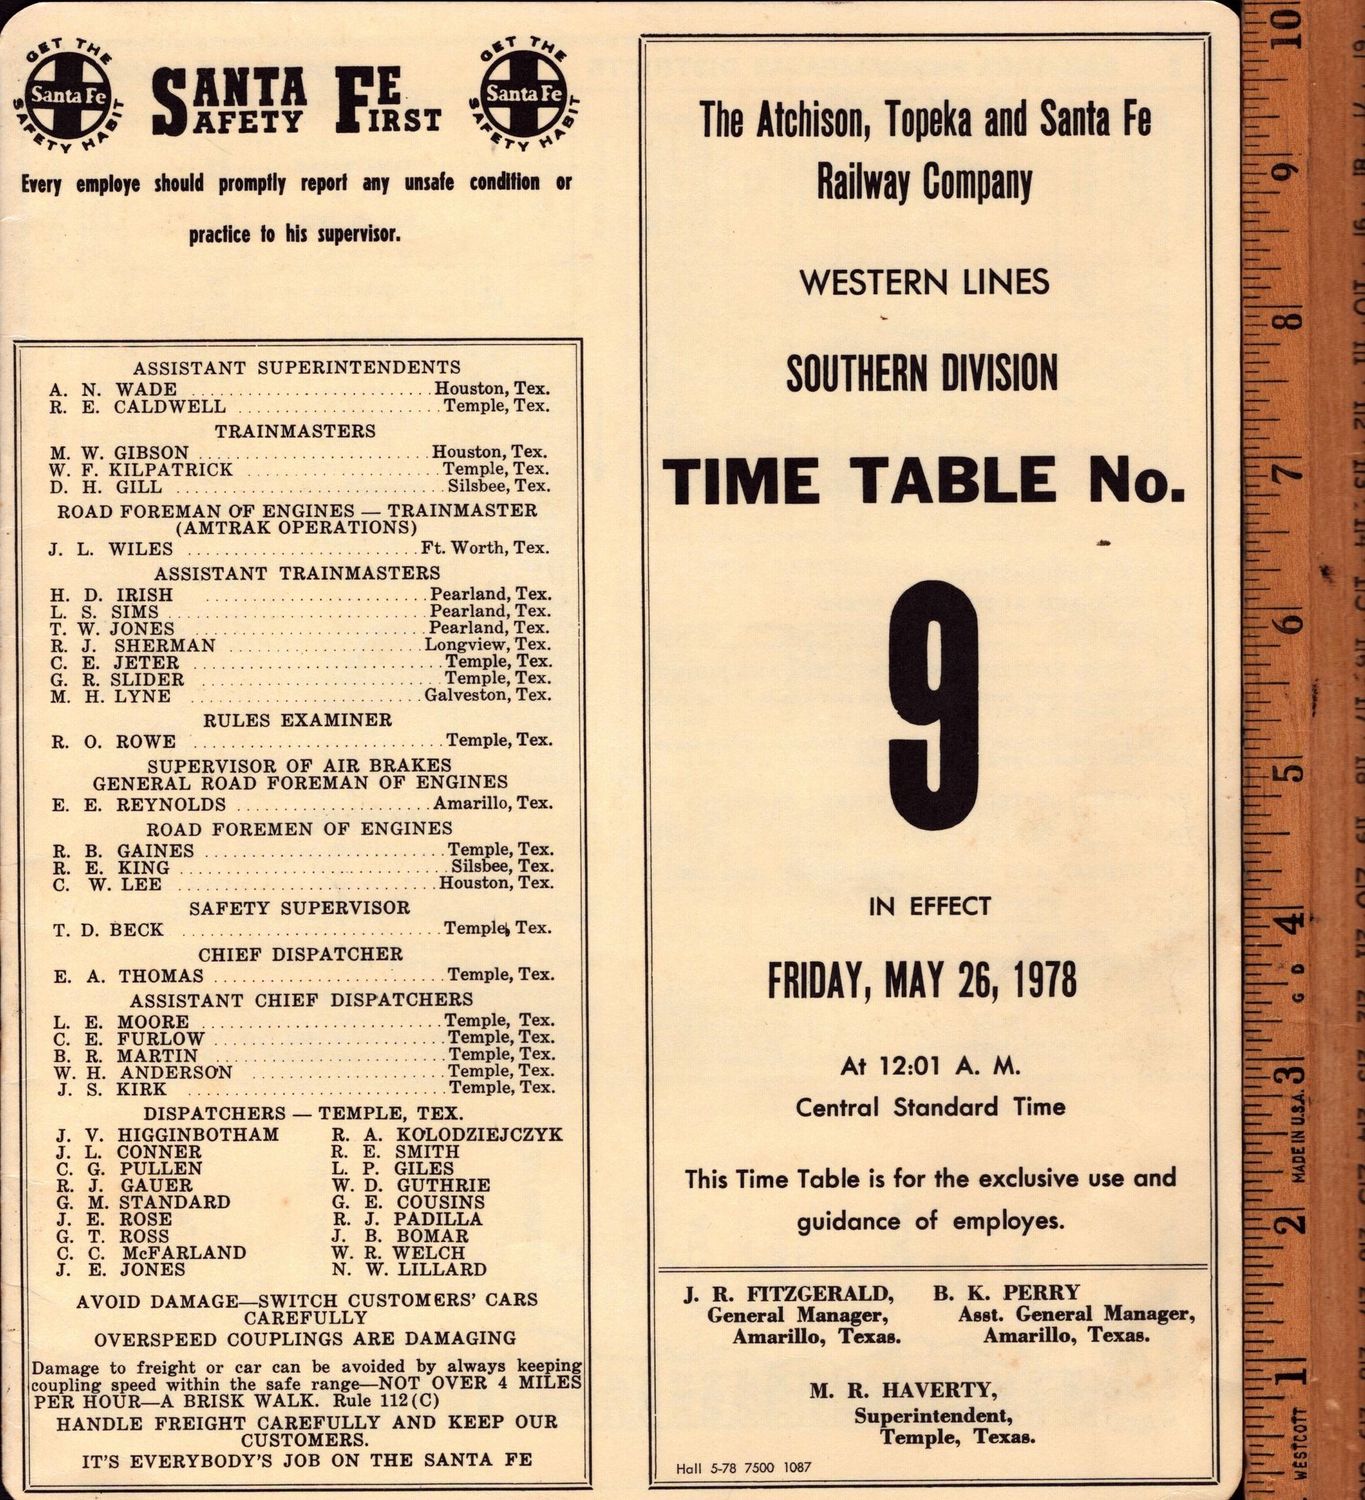 GET THE
Santa Fe
SAFETY HABIT
SANTA FE
SAFETY FIRST
GET THE
Santa Fe
SAFETY HABIT
Every employe should promptly report any unsafe condition or
practice to his supervisor.
ASSISTANT SUPERINTENDENTS
A. N. WADE Houston, Tex.
R. E. CALDWELL Temple, Tex.
TRAINMASTERS
M. W. GIBSON Houston, Tex.
W. F. KILPATRICK Temple, Tex.
D. H. GILL Silsbee, Tex.
ROAD FOREMAN OF ENGINES — TRAINMASTER
(AMTRAK OPERATIONS)
J. L. WILES Ft. Worth, Tex.
ASSISTANT TRAINMASTERS
H. D. IRISH Pearland, Tex.
L. S. SIMS Pearland, Tex.
T. W. JONES Pearland, Tex.
R. J. SHERMAN Longview, Tex.
C. E. JETER Temple, Tex.
G. R. SLIDER Temple, Tex.
M. H. LYNE Galveston, Tex.
RULES EXAMINER
R. O. ROWE Temple, Tex.
SUPERVISOR OF AIR BRAKES
GENERAL ROAD FOREMAN OF ENGINES
E. E. REYNOLDS Amarillo, Tex.
ROAD FOREMEN OF ENGINES
R. B. GAINES Temple, Tex.
R. E. KING Silsbee, Tex.
C. W. LEE Houston, Tex.
SAFETY SUPERVISOR
T. D. BECK Temple, Tex.
CHIEF DISPATCHER
E. A. THOMAS Temple, Tex.
ASSISTANT CHIEF DISPATCHERS
L. E. MOORE Temple, Tex.
C. E. FURLOW Temple, Tex.
B. R. MARTIN Temple, Tex.
W. H. ANDERSON Temple, Tex.
J. S. KIRK Temple, Tex.
DISPATCHERS — TEMPLE, TEX.
J. V. HIGGINBOTHAM R. A. KOLODZIEJCZYK
J. L. CONNER R. E. SMITH
C. G. PULLEN L. P. GILES
R. J. GAUER W. D. GUTHRIE
G. M. STANDARD G. E. COUSINS
J. E. ROSE R. J. PADILLA
G. T. ROSS J. B. BOMAR
C. C. McFARLAND W. R. WELCH
J. E. JONES N. W. LILLARD
AVOID DAMAGE—SWITCH CUSTOMERS' CARS
CAREFULLY
OVERSPEED COUPLINGS ARE DAMAGING
Damage to freight or car can be avoided by always keeping
coupling speed within the safe range—NOT OVER 4 MILES
PER HOUR—A BRISK WALK. Rule 112(C)
HANDLE FREIGHT CAREFULLY AND KEEP OUR
CUSTOMERS.
IT'S EVERYBODY'S JOB ON THE SANTA FE
The Atchison, Topeka and Santa Fe
Railway Company
WESTERN LINES
SOUTHERN DIVISION
TIME TABLE No.
9
IN EFFECT
FRIDAY, MAY 26, 1978
At 12:01 A. M.
Central Standard Time
This Time Table is for the exclusive use and
guidance of employes.
J. R. FITZGERALD,
General Manager,
Amarillo, Texas.
B. K. PERRY
Asst. General Manager,
Amarillo, Texas.
M. R. HAVERTY,
Superintendent,
Temple, Texas.
Hall 5-78 7500 1087
10
9
8
7
6
5
4
G D
3
MADE IN U.S.A.
2
1
WESTCOTT